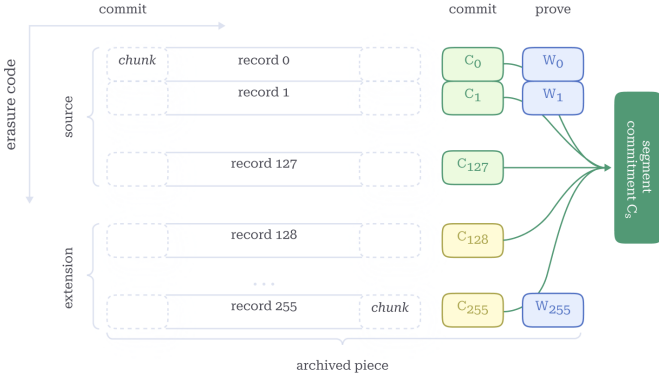 commit
commit
prove
erasure code
source
chunk
record 0
C0
W0
record 1
C1
W1
record 127
C127
segment
commitment Cs
extension
record 128
C128
...
record 255
chunk
C255
W255
archived piece